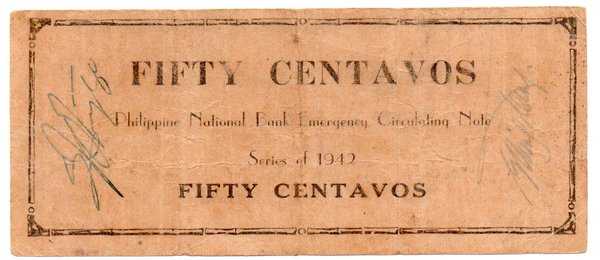 FIFTY CENTAVOS
Philippine National Bank Emergency Circulating Note
Series of 1942
FIFTY CENTAVOS